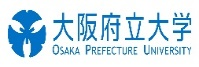 大阪府立大学
OSAKA PREFECTURE UNIVERSITY